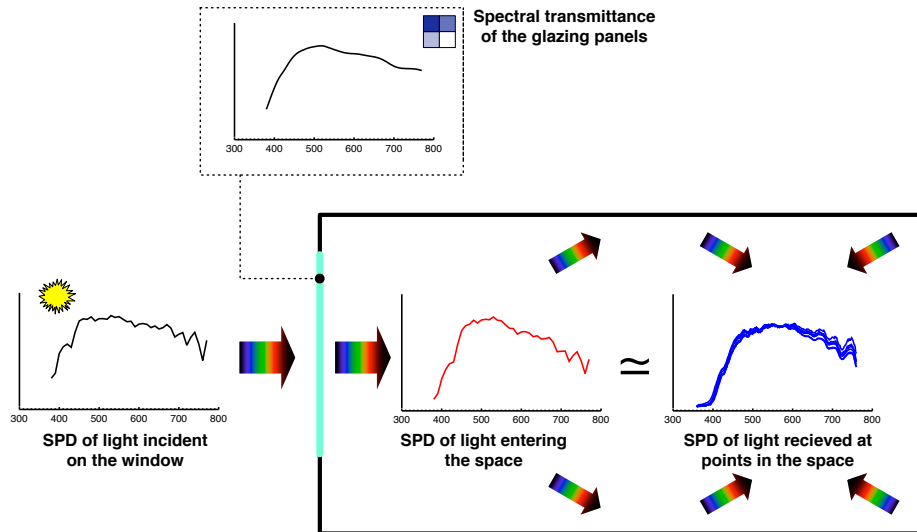 Spectral transmittance
of the glazing panels
300 400 500 600 700 800
300 400 500 600 700 800
SPD of light incident
on the window
300 400 500 600 700 800
SPD of light entering
the space
≃
300 400 500 600 700 800
SPD of light recieved at
points in the space